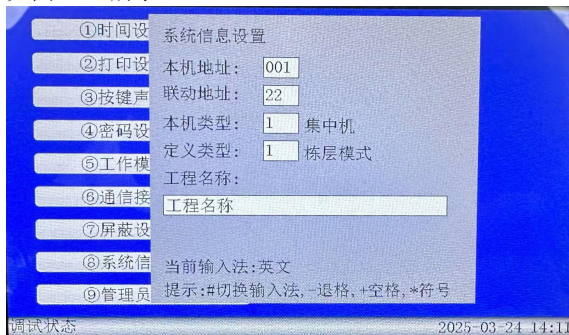 ①时间设
②打印设
③按键声
④密码设
⑤工作模
⑥通信接
⑦屏蔽设
⑧系统信
⑨管理员
系统信息设置
本机地址: 001
联动地址: 22
本机类型: 1 集中机
定义类型: 1 栋层模式
工程名称:
工程名称
当前输入法:英文
提示:#切换输入法,-退格,+空格,*符号
调试状态 2025-03-24 14:11